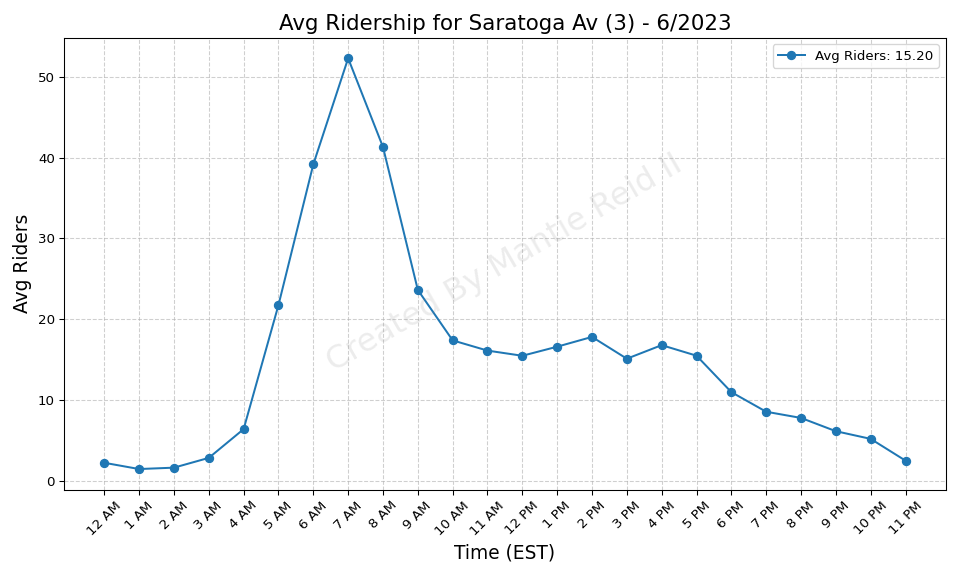 Avg Ridership for Saratoga Av (3) - 6/2023
Avg Riders: 15.20
Avg Riders
50
40
30
20
10
0
Created By Mantie Reid II
12 AM
1 AM
2 AM
3 AM
4 AM
5 AM
6 AM
7 AM
8 AM
9 AM
10 AM
11 AM
12 PM
1 PM
2 PM
3 PM
4 PM
5 PM
6 PM
7 PM
8 PM
9 PM
10 PM
11 PM
Time (EST)